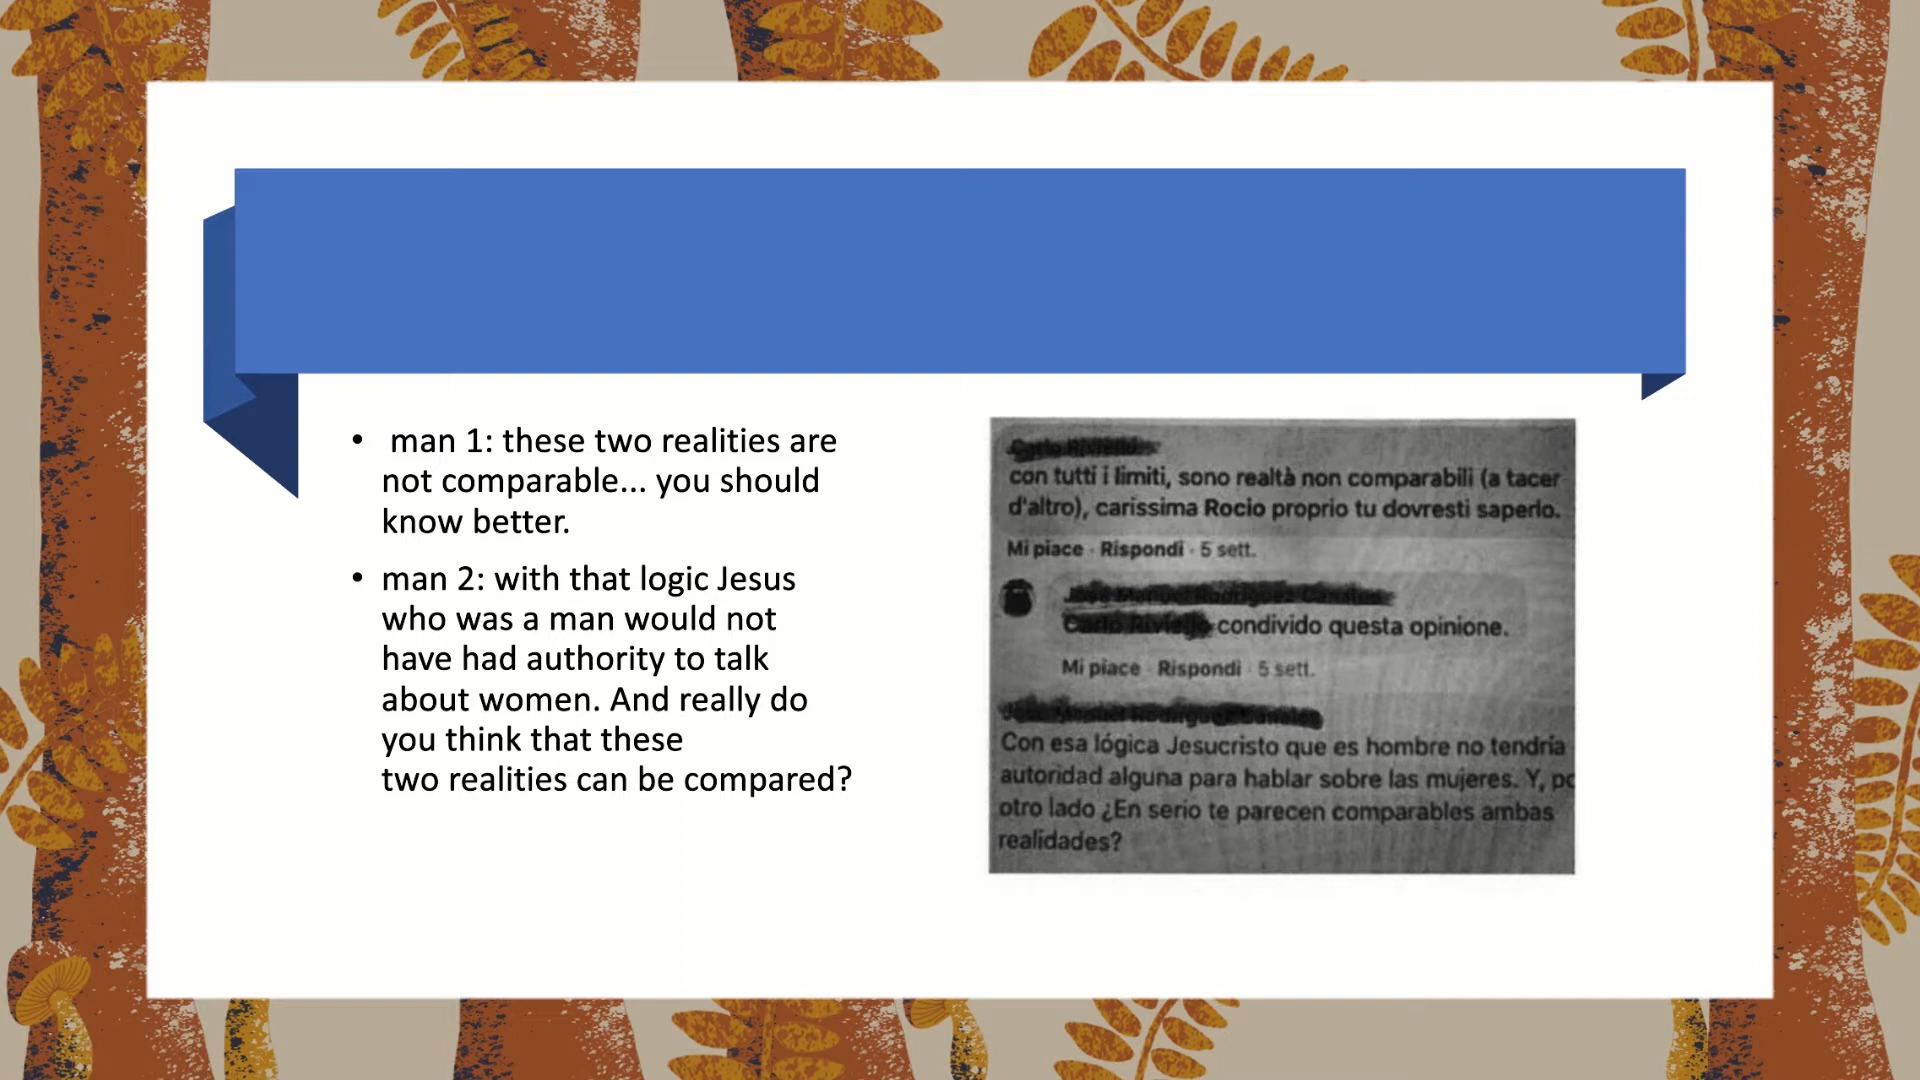 • man 1: these two realities are
not comparable... you should
know better.
• man 2: with that logic Jesus
who was a man would not
have had authority to talk
about women. And really do
you think that these
two realities can be compared?
con tutti i limiti, sono realtà non comparabili (a tacer
d'altro), carissima Rocio proprio tu dovresti saperlo.
Mi piace · Rispondi · 5 sett.
condivido questa opinione.
Mi piace · Rispondi · 5 sett.
Con esa lógica Jesucristo que es hombre no tendría
autoridad alguna para hablar sobre las mujeres. Y, po
otro lado ¿En serio te parecen comparables ambas
realidades?